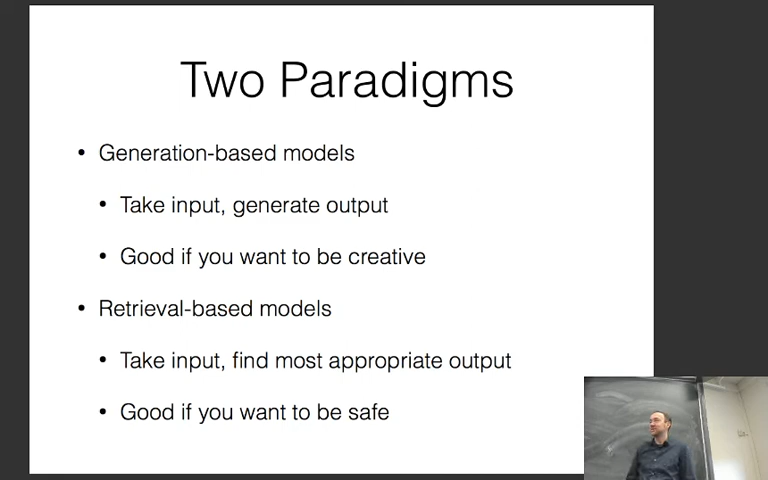 Two Paradigms
• Generation-based models
• Take input, generate output
• Good if you want to be creative
• Retrieval-based models
• Take input, find most appropriate output
• Good if you want to be safe